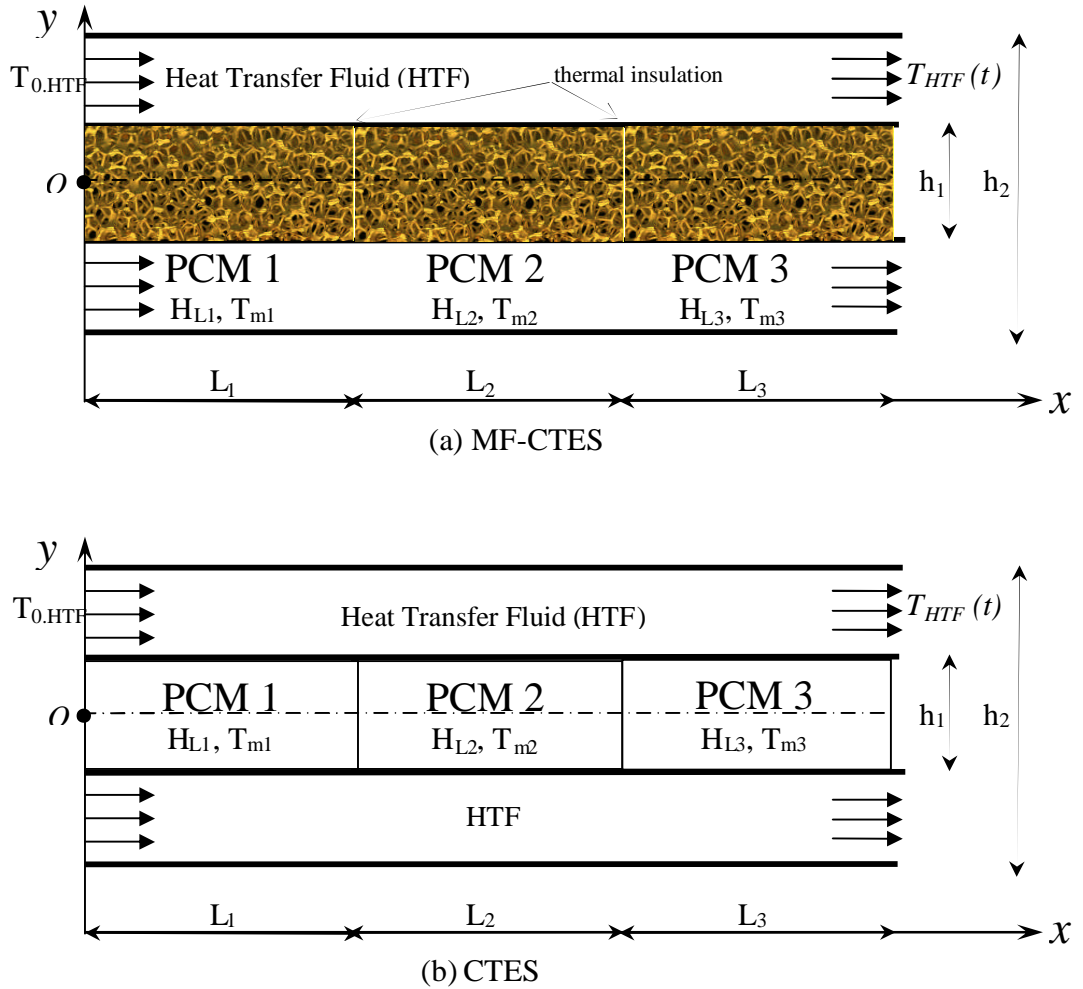 y
T0.HTF
Heat Transfer Fluid (HTF)
thermal insulation
THTF (t)
o
h1
h2
PCM 1
PCM 2
PCM 3
HL1, Tm1
HL2, Tm2
HL3, Tm3
L1
L2
L3
x
(a) MF-CTES
y
T0.HTF
Heat Transfer Fluid (HTF)
THTF (t)
PCM 1
PCM 2
PCM 3
o
h1
h2
HL1, Tm1
HL2, Tm2
HL3, Tm3
HTF
L1
L2
L3
x
(b) CTES